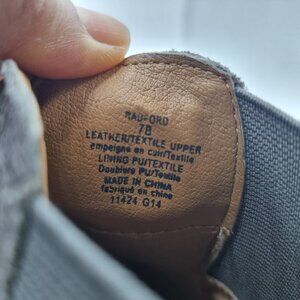 RADFORD
7B
LEATHER/TEXTILE UPPER
empeigne en cuir/Textile
LINING PU/TEXTILE
Doublure Pu/Textile
MADE IN CHINA
fabriqué en chine
11424 G14